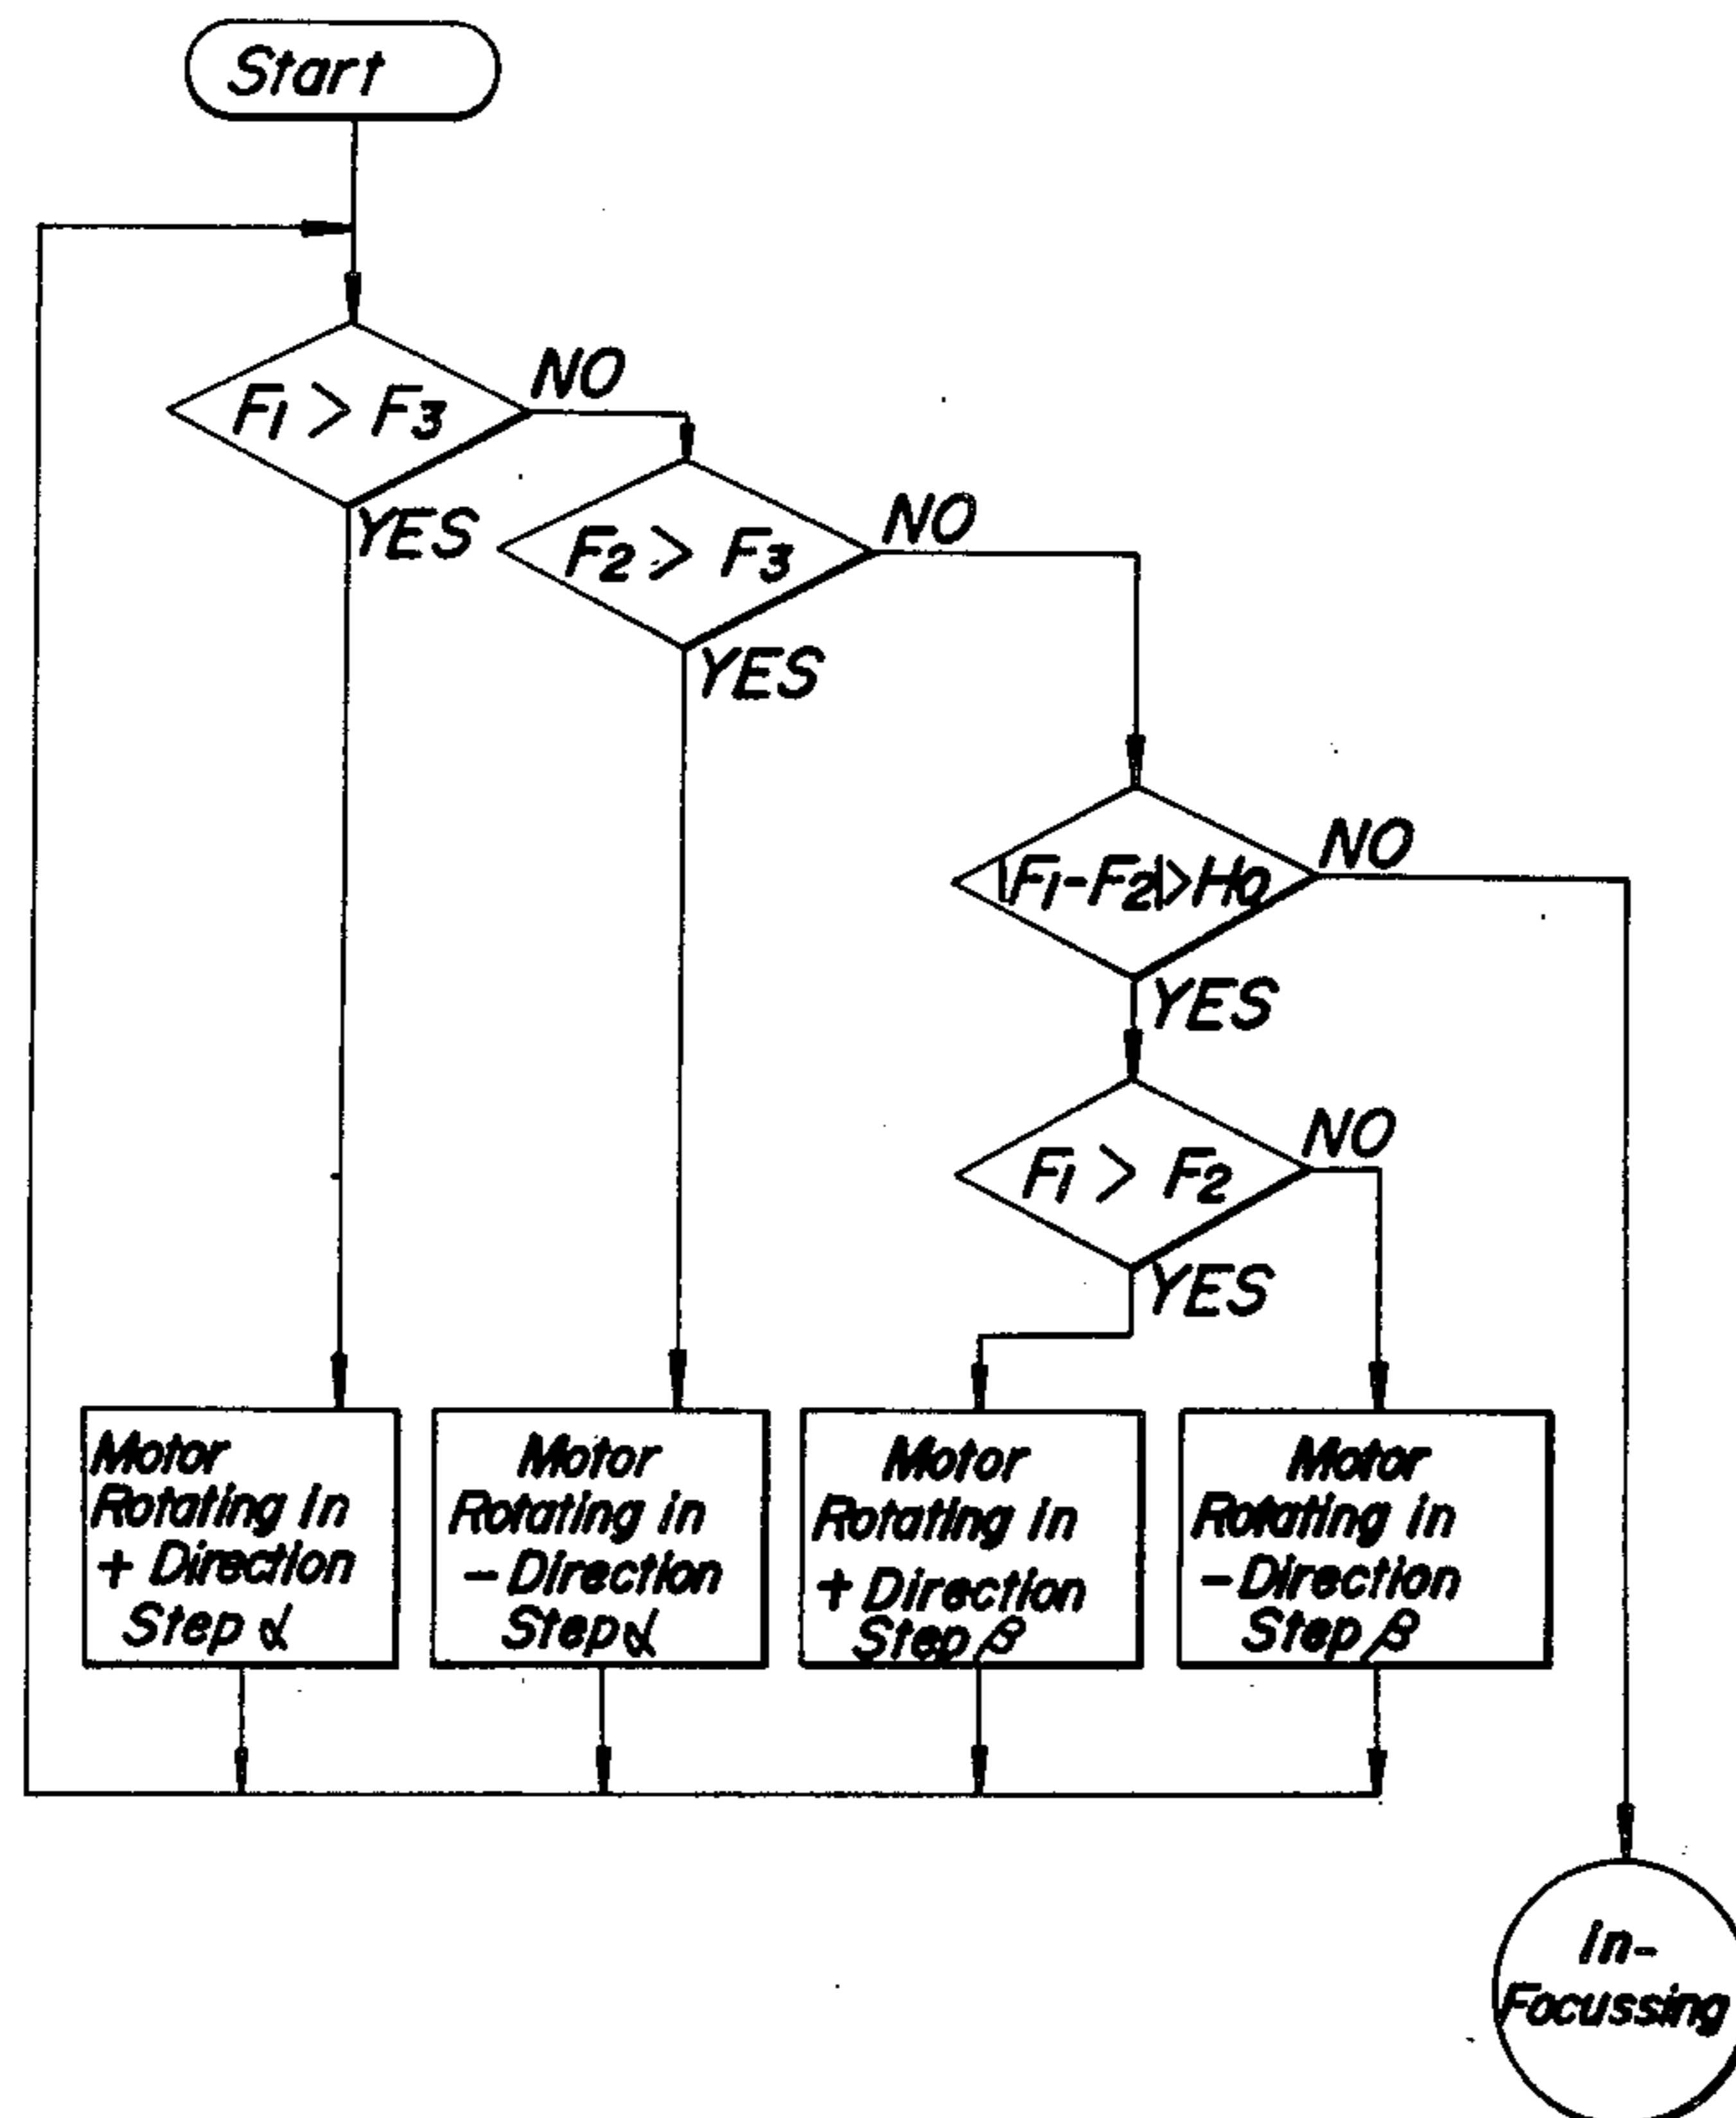 Start
F1 > F3
NO
YES
F2 > F3
NO
YES
|F1-F2|>H0
NO
YES
F1 > F2
NO
YES
Motor
Rotating in
+ Direction
Step α
Motor
Rotating in
- Direction
Step α
Motor
Rotating in
+ Direction
Step β
Motor
Rotating in
- Direction
Step β
in-
Focussing